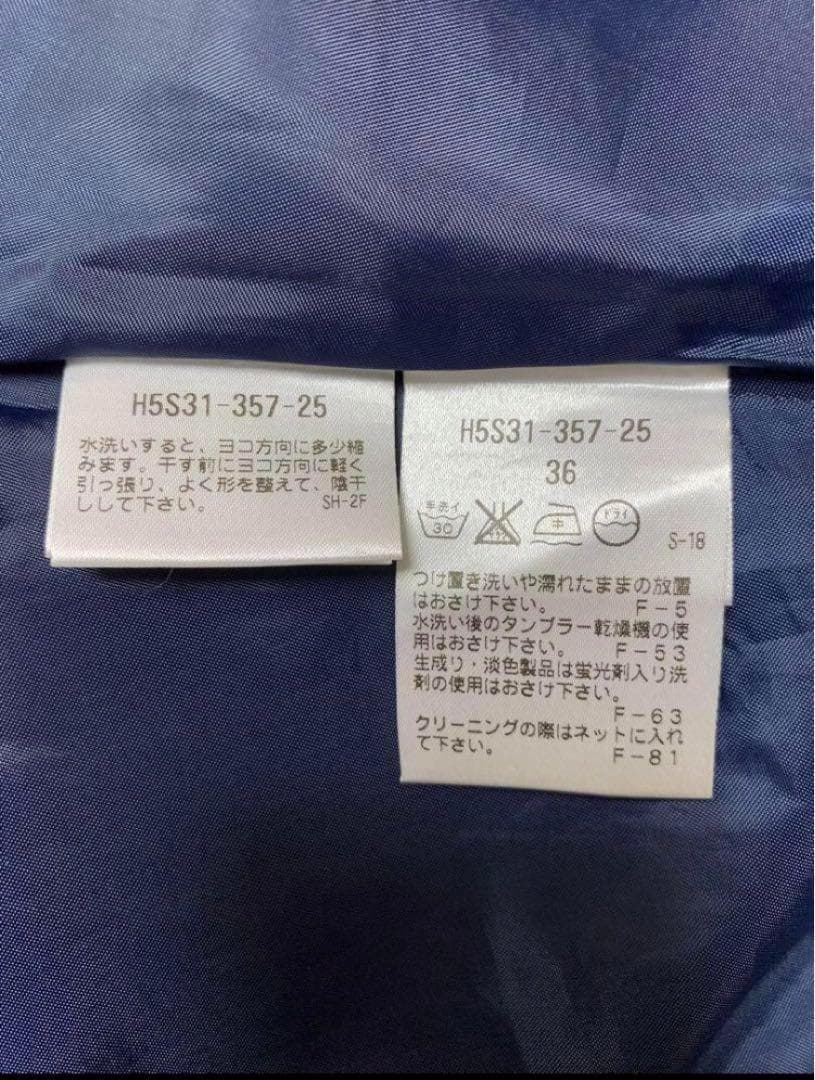 H5S31-357-25
水洗いすると、ヨコ方向に多少縮
みます。干す前にヨコ方向に軽く
引っ張り、よく形を整えて、陰干
しして下さい。 SH-2F
H5S31-357-25
36
手洗イ 30 中 ドライ
S-18
つけ置き洗いや濡れたままの放置
はおさけ下さい。 F-5
水洗い後のタンブラー乾燥機の使
用はおさけ下さい。 F-53
生成り・淡色製品は蛍光剤入り洗
剤の使用はおさけ下さい。
F-63
クリーニングの際はネットに入れ
て下さい。 F-81